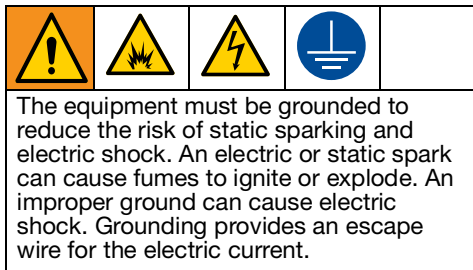 The equipment must be grounded to
reduce the risk of static sparking and
electric shock. An electric or static spark
can cause fumes to ignite or explode. An
improper ground can cause electric
shock. Grounding provides an escape
wire for the electric current.